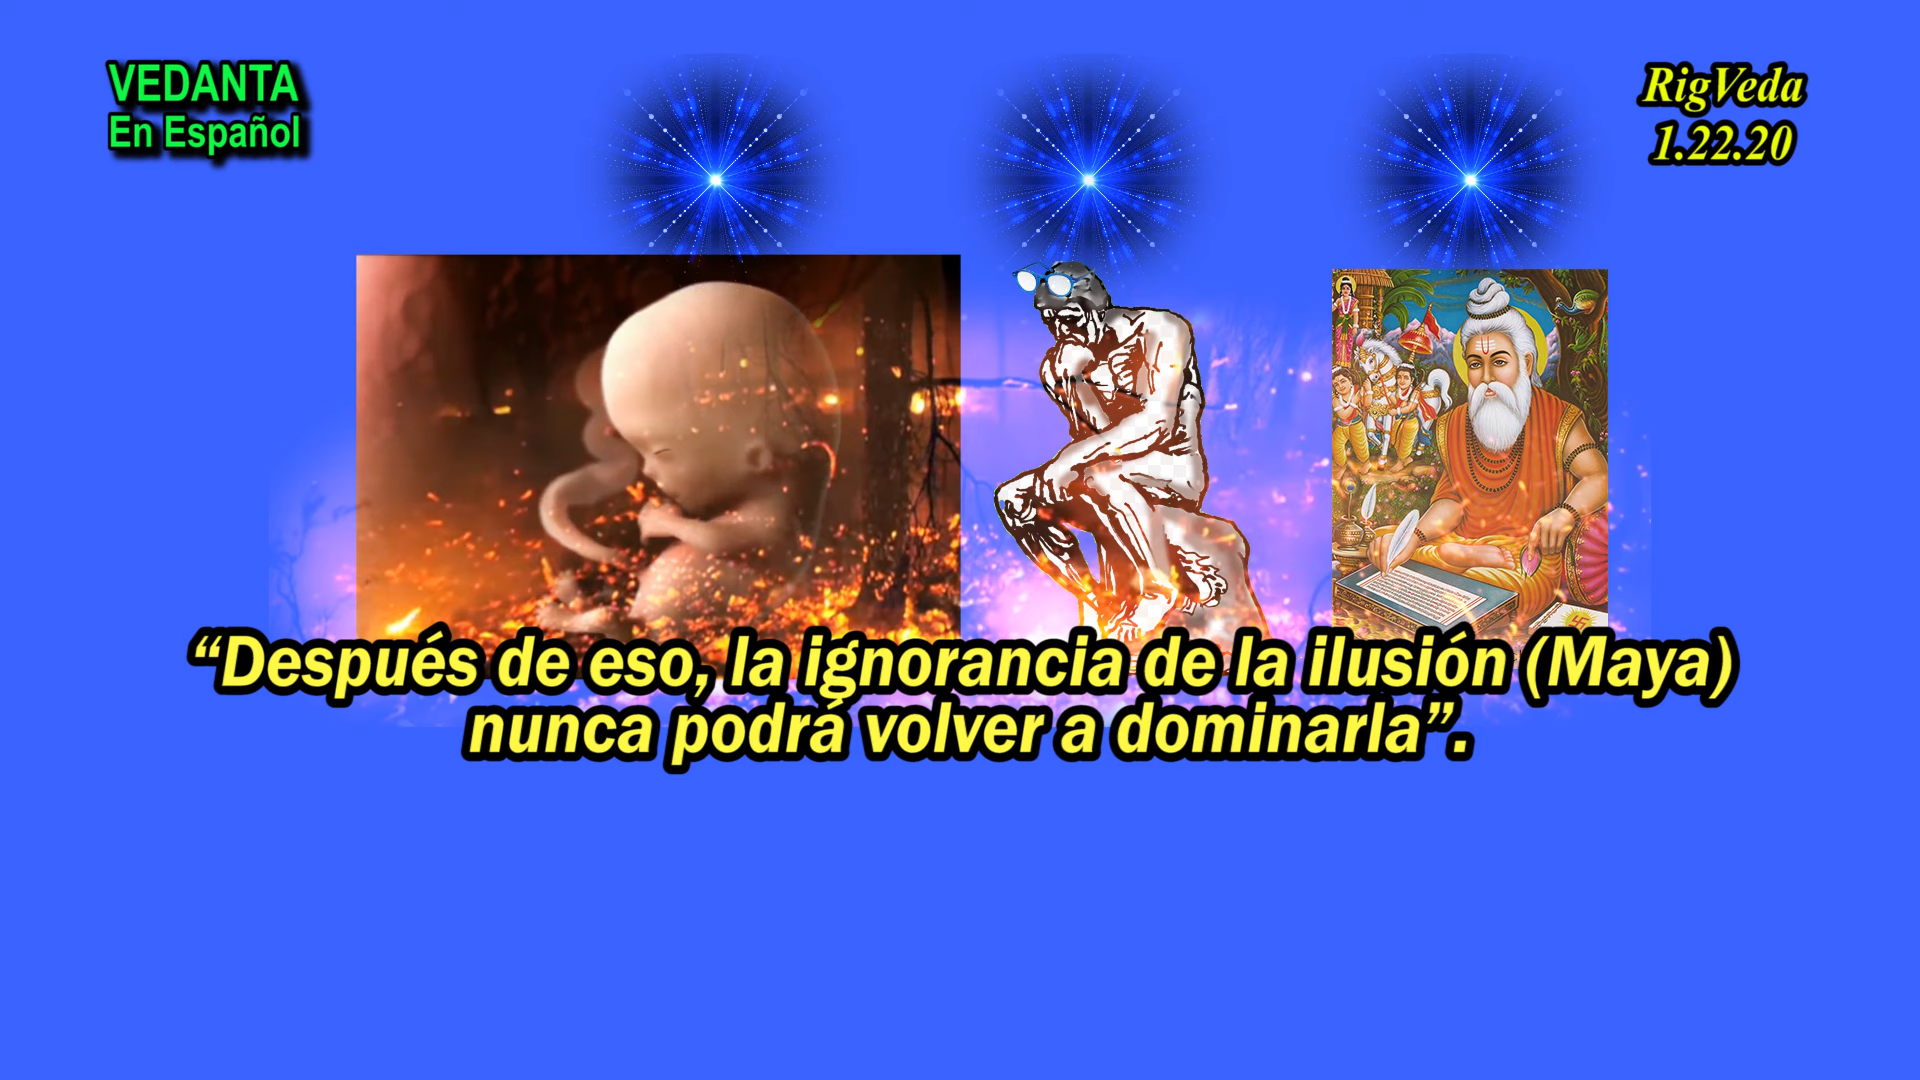 VEDANTA
En Español
RigVeda
1.22.20
“Después de eso, la ignorancia de la ilusión (Maya)
nunca podrá volver a dominarla”.